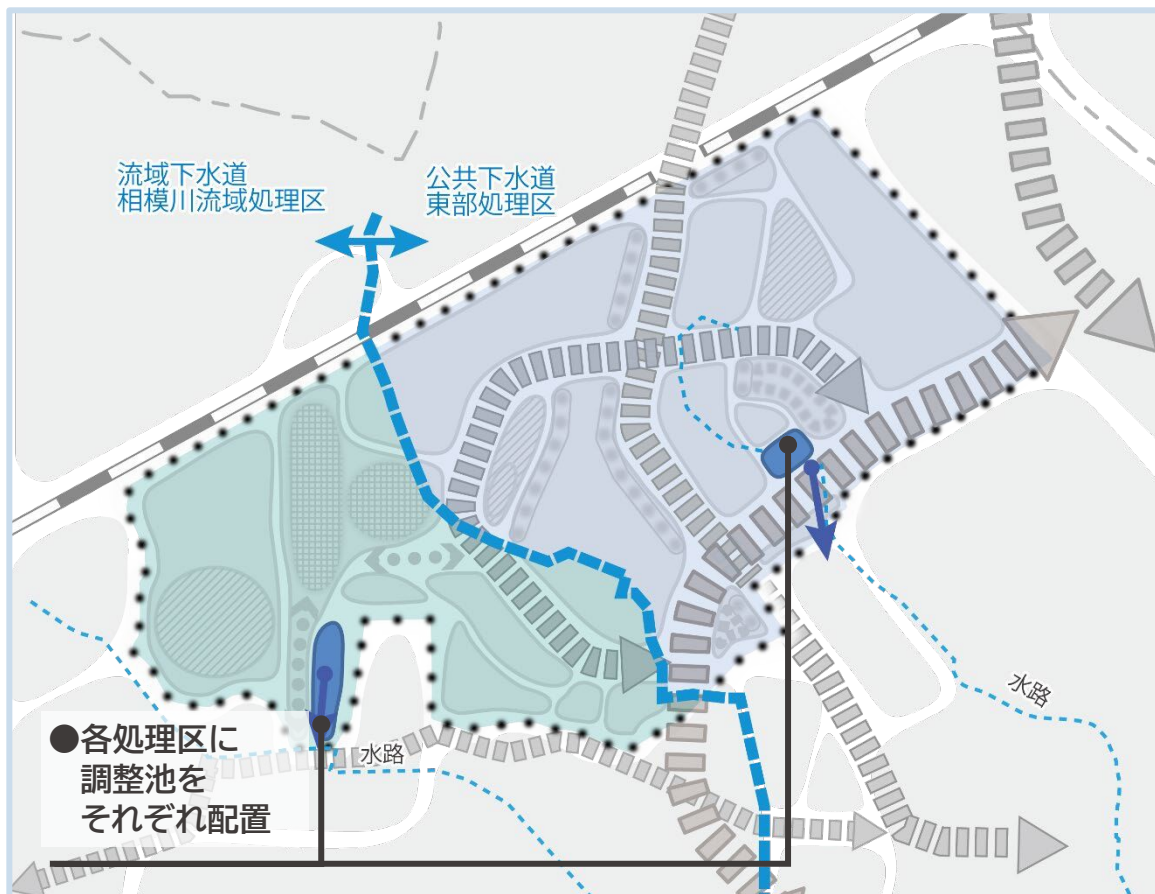 流域下水道
相模川流域処理区
公共下水道
東部処理区
水路
水路
●各処理区に
調整池を
それぞれ配置